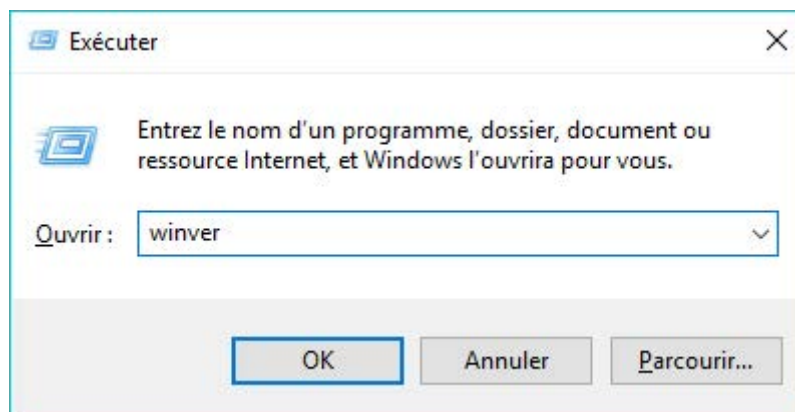 Exécuter
Entrez le nom d'un programme, dossier, document ou
ressource Internet, et Windows l'ouvrira pour vous.
Ouvrir : winver
OK Annuler Parcourir...